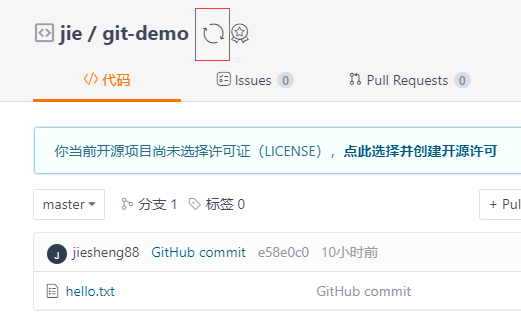 jie / git-demo
代码 Issues 0 Pull Requests 0
你当前开源项目尚未选择许可证（LICENSE），点此选择并创建开源许可
master 分支 1 标签 0 + Pul
J jiesheng88 GitHub commit e58e0c0 10小时前
hello.txt GitHub commit